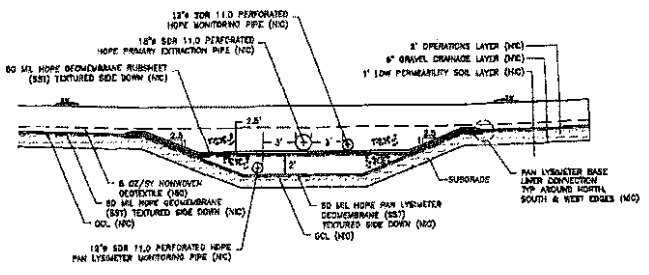 12"ø SDR 11.0 PERFORATED
HDPE MONITORING PIPE (NIC)
18"ø SDR 11.0 PERFORATED
HDPE PRIMARY EXTRACTION PIPE (NIC)
60 MIL HDPE GEOMEMBRANE RUBSHEET
(SST) TEXTURED SIDE DOWN (NIC)
2' OPERATIONS LAYER (NIC)
6" GRAVEL DRAINAGE LAYER (NIC)
1' LOW PERMEABILITY SOIL LAYER (NIC)
2.5'
2.5
3'
3'
2.5
2'
6 OZ/SY NONWOVEN
GEOTEXTILE (NIC)
60 MIL HDPE GEOMEMBRANE
(SST) TEXTURED SIDE DOWN (NIC)
GCL (NIC)
12"ø SDR 11.0 PERFORATED HDPE
PAN LYSIMETER MONITORING PIPE (NIC)
60 MIL HDPE PAN LYSIMETER
GEOMEMBRANE (SST)
TEXTURED SIDE DOWN (NIC)
GCL (NIC)
SUBGRADE
PAN LYSIMETER BASE
LINER CONNECTION
TYP AROUND NORTH,
SOUTH & WEST EDGES (NIC)